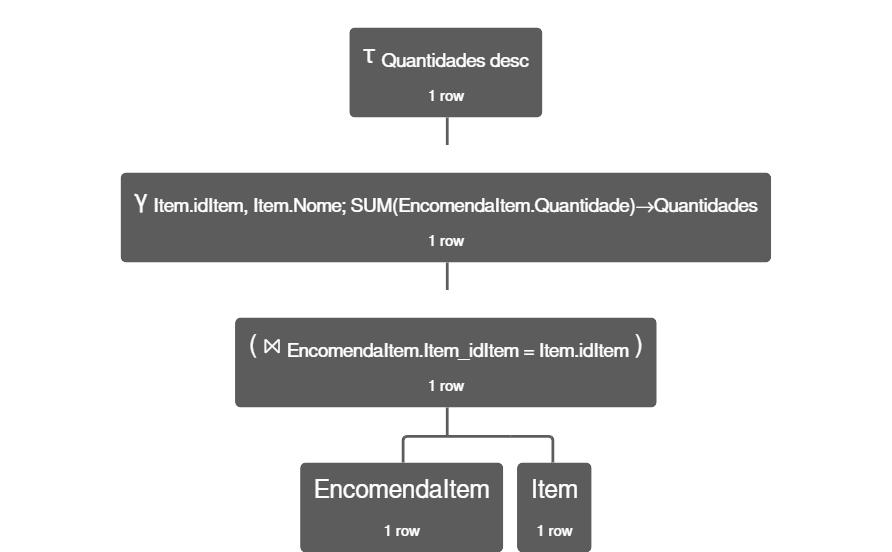 τ Quantidades desc
1 row
γ Item.idItem, Item.Nome; SUM(EncomendaItem.Quantidade)→Quantidades
1 row
( ⋈ EncomendaItem.Item_idItem = Item.idItem )
1 row
EncomendaItem
1 row
Item
1 row